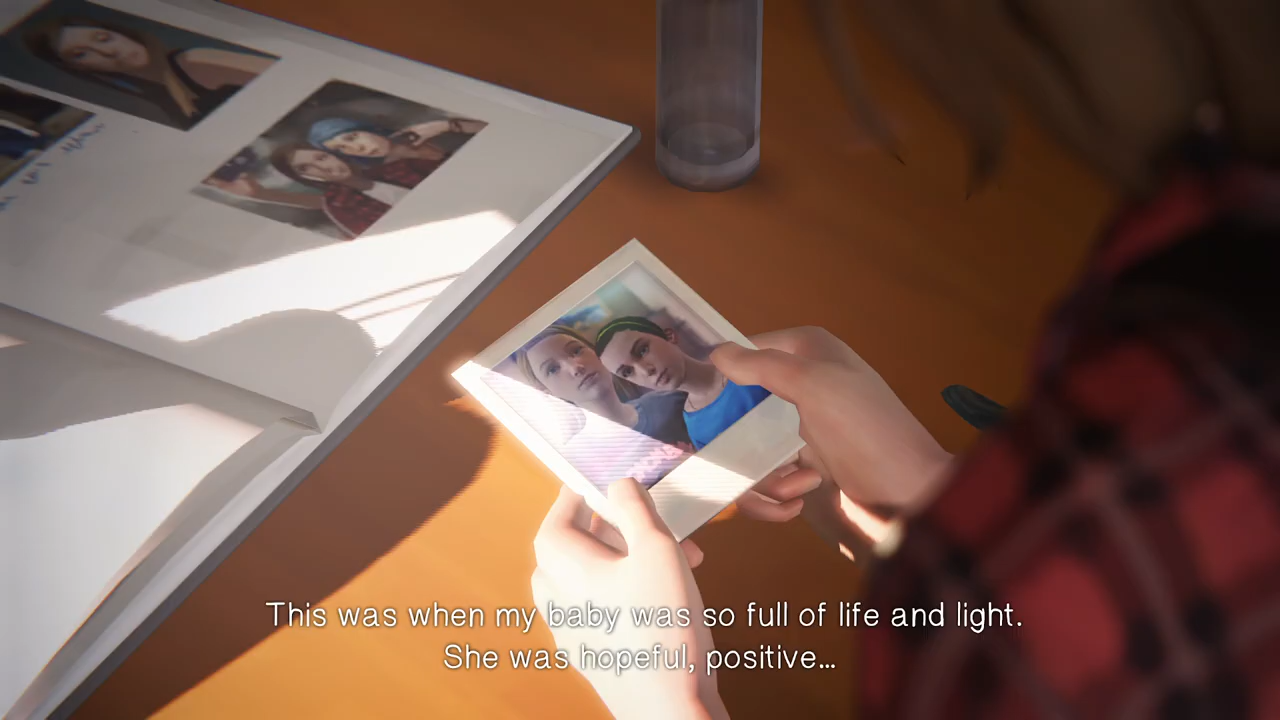 This was when my baby was so full of life and light.
She was hopeful, positive...